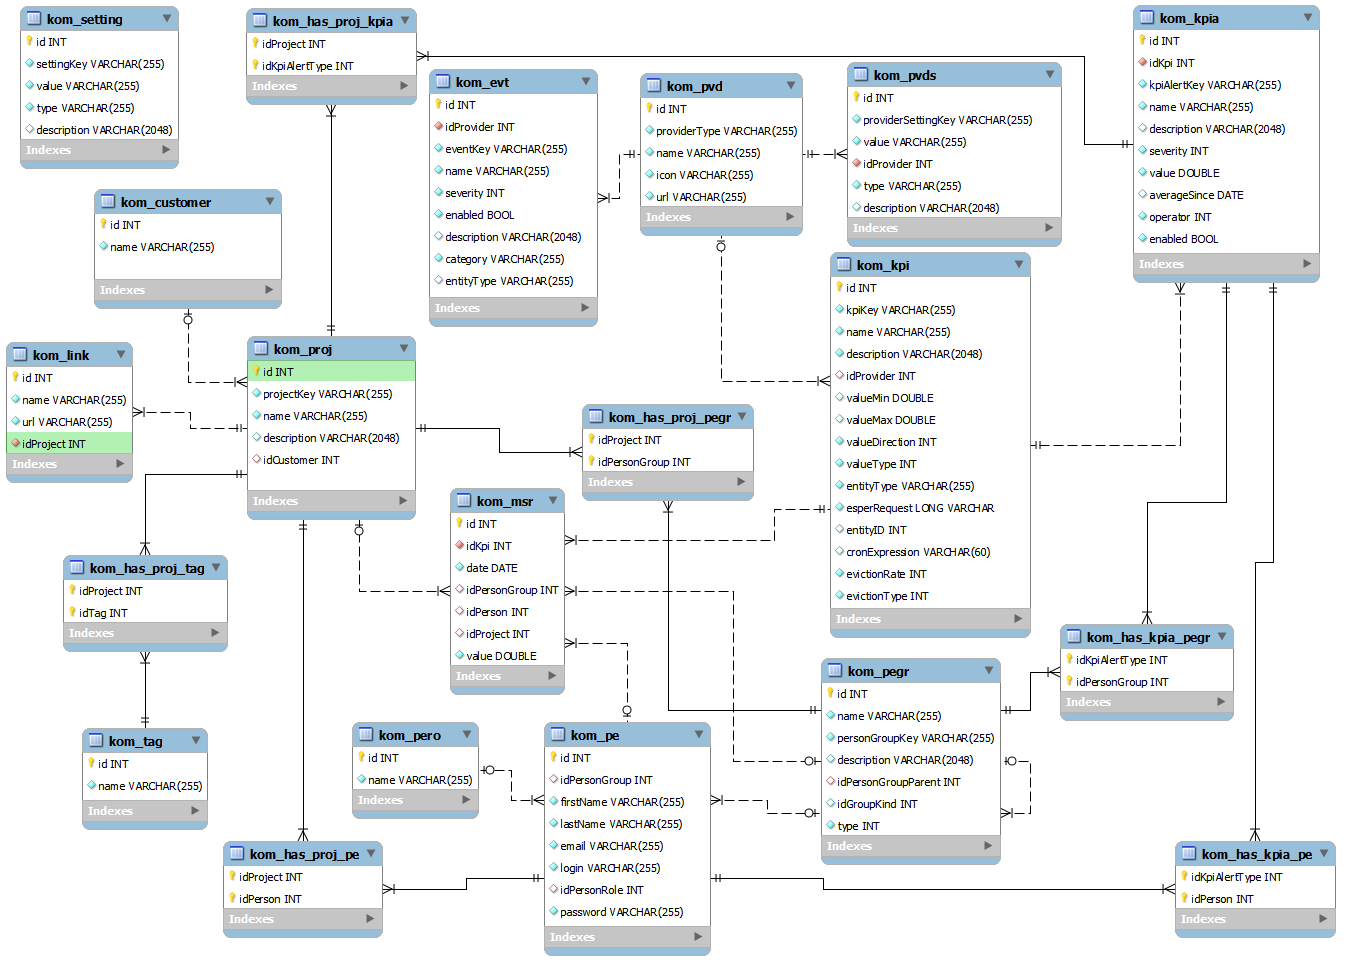 kom_setting
id INT
settingKey VARCHAR(255)
value VARCHAR(255)
type VARCHAR(255)
description VARCHAR(2048)
Indexes
kom_has_proj_kpia
idProject INT
idKpiAlertType INT
Indexes
kom_evt
id INT
idProvider INT
eventKey VARCHAR(255)
name VARCHAR(255)
severity INT
enabled BOOL
description VARCHAR(2048)
category VARCHAR(255)
entityType VARCHAR(255)
Indexes
kom_pvd
id INT
providerType VARCHAR(255)
name VARCHAR(255)
icon VARCHAR(255)
url VARCHAR(255)
Indexes
kom_pvds
id INT
providerSettingKey VARCHAR(255)
value VARCHAR(255)
idProvider INT
type VARCHAR(255)
description VARCHAR(2048)
Indexes
kom_kpia
id INT
idKpi INT
kpiAlertKey VARCHAR(255)
name VARCHAR(255)
description VARCHAR(2048)
severity INT
value DOUBLE
averageSince DATE
operator INT
enabled BOOL
Indexes
kom_customer
id INT
name VARCHAR(255)
Indexes
kom_kpi
id INT
kpiKey VARCHAR(255)
name VARCHAR(255)
description VARCHAR(2048)
idProvider INT
valueMin DOUBLE
valueMax DOUBLE
valueDirection INT
valueType INT
entityType VARCHAR(255)
esperRequest LONG VARCHAR
entityID INT
cronExpression VARCHAR(60)
evictionRate INT
evictionType INT
Indexes
kom_link
id INT
name VARCHAR(255)
url VARCHAR(255)
idProject INT
Indexes
kom_proj
id INT
projectKey VARCHAR(255)
name VARCHAR(255)
description VARCHAR(2048)
idCustomer INT
Indexes
kom_has_proj_pegr
idProject INT
idPersonGroup INT
Indexes
kom_msr
id INT
idKpi INT
date DATE
idPersonGroup INT
idPerson INT
idProject INT
value DOUBLE
Indexes
kom_has_proj_tag
idProject INT
idTag INT
Indexes
kom_has_kpia_pegr
idKpiAlertType INT
idPersonGroup INT
Indexes
kom_pegr
id INT
name VARCHAR(255)
personGroupKey VARCHAR(255)
description VARCHAR(2048)
idPersonGroupParent INT
idGroupKind INT
type INT
Indexes
kom_tag
id INT
name VARCHAR(255)
Indexes
kom_pero
id INT
name VARCHAR(255)
Indexes
kom_pe
id INT
idPersonGroup INT
firstName VARCHAR(255)
lastName VARCHAR(255)
email VARCHAR(255)
login VARCHAR(255)
idPersonRole INT
password VARCHAR(255)
Indexes
kom_has_proj_pe
idProject INT
idPerson INT
Indexes
kom_has_kpia_pe
idKpiAlertType INT
idPerson INT
Indexes